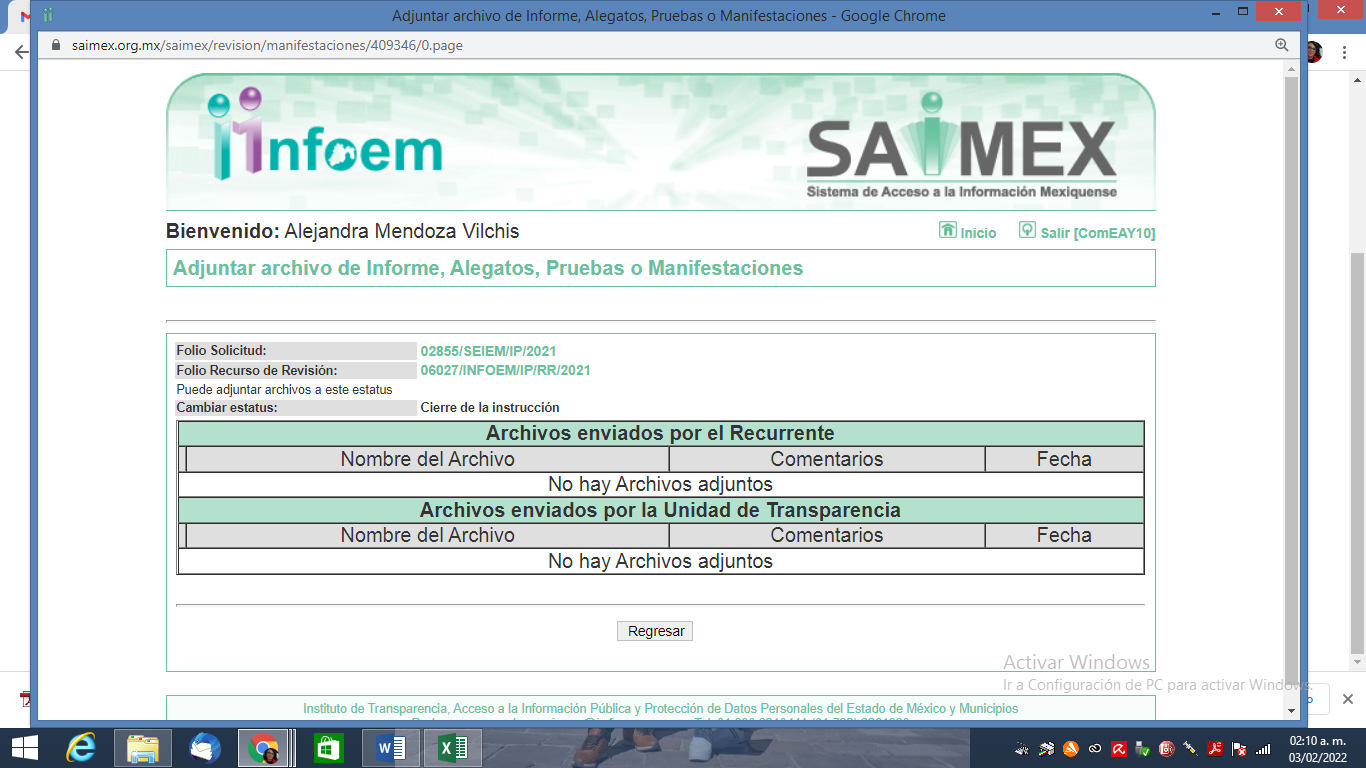 Adjuntar archivo de Informe, Alegatos, Pruebas o Manifestaciones - Google Chrome
saimex.org.mx/saimex/revision/manifestaciones/409346/0.page
infoem
SAIMEX
Sistema de Acceso a la Información Mexiquense
Bienvenido: Alejandra Mendoza Vilchis
Inicio
Salir [ComEAY10]
Adjuntar archivo de Informe, Alegatos, Pruebas o Manifestaciones
Folio Solicitud: 02855/SEIEM/IP/2021
Folio Recurso de Revisión: 06027/INFOEM/IP/RR/2021
Puede adjuntar archivos a este estatus
Cambiar estatus: Cierre de la instrucción
Archivos enviados por el Recurrente
Nombre del Archivo Comentarios Fecha
No hay Archivos adjuntos
Archivos enviados por la Unidad de Transparencia
Nombre del Archivo Comentarios Fecha
No hay Archivos adjuntos
Regresar
Activar Windows
Ir a Configuración de PC para activar Windows.
Instituto de Transparencia, Acceso a la Información Pública y Protección de Datos Personales del Estado de México y Municipios
02:10 a. m.
03/02/2022